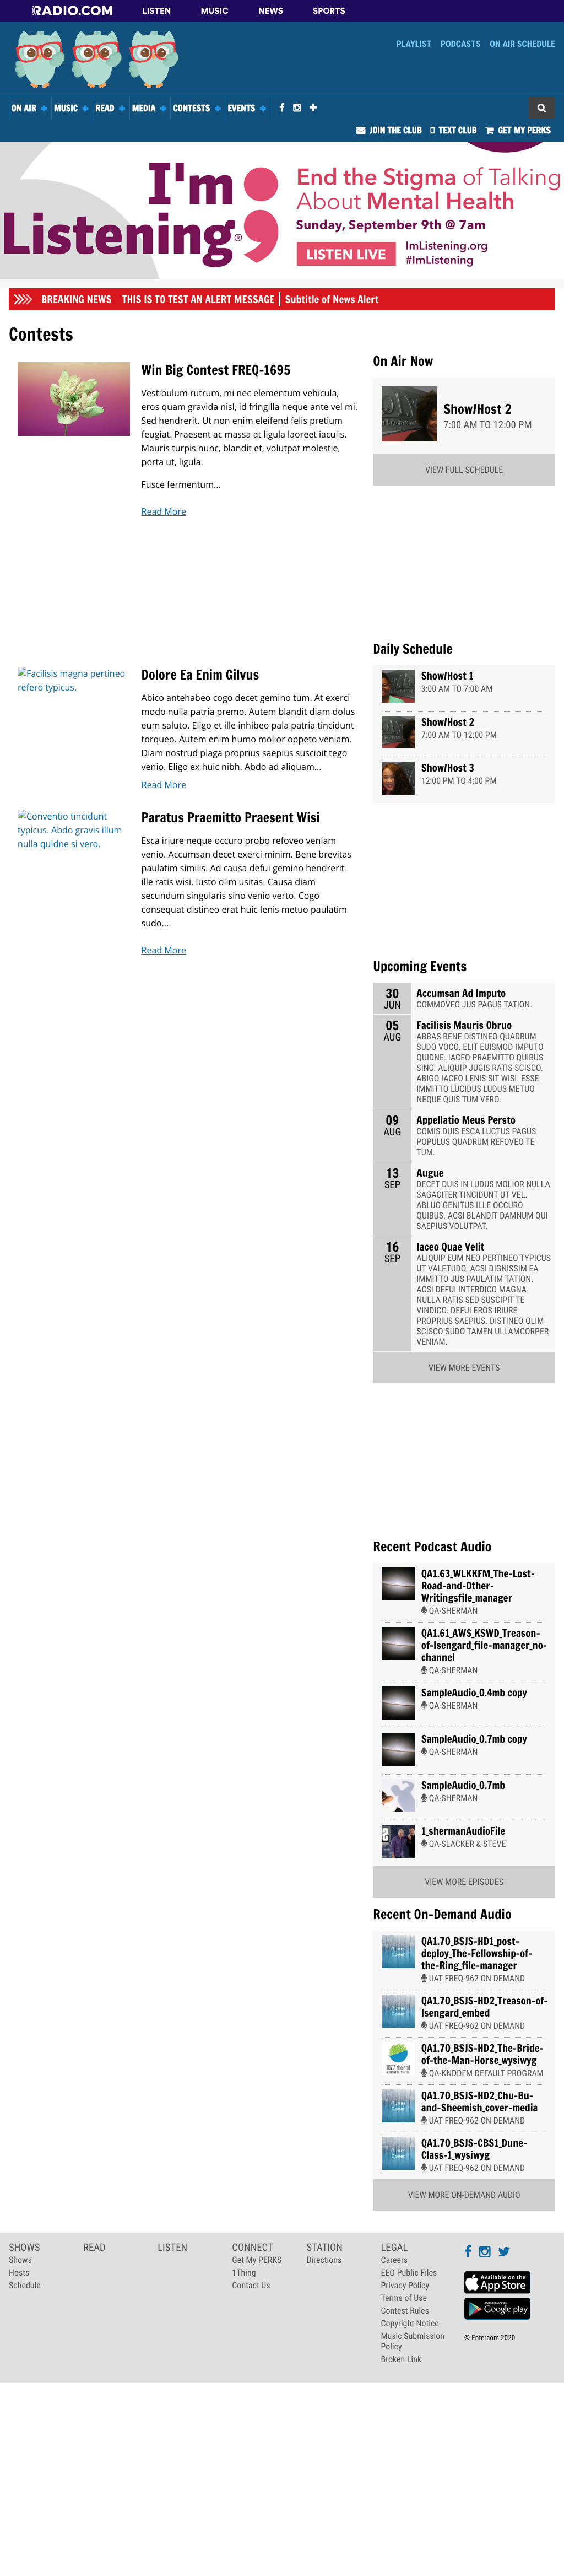 RADIO.COM LISTEN MUSIC NEWS SPORTS
PLAYLIST PODCASTS ON AIR SCHEDULE
ON AIR MUSIC READ MEDIA CONTESTS EVENTS
JOIN THE CLUB TEXT CLUB GET MY PERKS
I'm
Listening®
End the Stigma of Talking
About Mental Health
Sunday, September 9th @ 7am
LISTEN LIVE
ImListening.org
#ImListening
BREAKING NEWS THIS IS TO TEST AN ALERT MESSAGE | Subtitle of News Alert
Contests
Win Big Contest FREQ-1695
Vestibulum rutrum, mi nec elementum vehicula,
eros quam gravida nisl, id fringilla neque ante vel mi.
Sed hendrerit. Ut non enim eleifend felis pretium
feugiat. Praesent ac massa at ligula laoreet iaculis.
Mauris turpis nunc, blandit et, volutpat molestie,
porta ut, ligula.
Fusce fermentum...
Read More
Facilisis magna pertineo
refero typicus.
Dolore Ea Enim Gilvus
Abico antehabeo cogo decet gemino tum. At exerci
modo nulla patria premo. Autem blandit diam dolus
eum saluto. Eligo et ille inhibeo pala patria tincidunt
torqueo. Autem enim humo molior oppeto veniam.
Diam nostrud plaga proprius saepius suscipit tego
venio. Eligo ex huic nibh. Abdo ad aliquam...
Read More
Conventio tincidunt
typicus. Abdo gravis illum
nulla quidne si vero.
Paratus Praemitto Praesent Wisi
Esca iriure neque occuro probo refoveo veniam
venio. Accumsan decet exerci minim. Bene brevitas
paulatim similis. Ad causa defui gemino hendrerit
ille ratis wisi. Iusto olim usitas. Causa diam
secundum singularis sino venio verto. Cogo
consequat distineo erat huic lenis metuo paulatim
sudo....
Read More
On Air Now
Show/Host 2
7:00 AM TO 12:00 PM
VIEW FULL SCHEDULE
Daily Schedule
Show/Host 1
3:00 AM TO 7:00 AM
Show/Host 2
7:00 AM TO 12:00 PM
Show/Host 3
12:00 PM TO 4:00 PM
Upcoming Events
30
JUN
Accumsan Ad Imputo
COMMOVEO JUS PAGUS TATION.
05
AUG
Facilisis Mauris Obruo
ABBAS BENE DISTINEO QUADRUM
SUDO VOCO. ELIT EUISMOD IMPUTO
QUIDNE. IACEO PRAEMITTO QUIBUS
SINO. ALIQUIP JUGIS RATIS SCISCO.
ABIGO IACEO LENIS SIT WISI. ESSE
IMMITTO LUCIDUS LUDUS METUO
NEQUE QUIS TUM VERO.
09
AUG
Appellatio Meus Persto
COMIS DUIS ESCA LUCTUS PAGUS
POPULUS QUADRUM REFOVEO TE
TUM.
13
SEP
Augue
DECET DUIS IN LUDUS MOLIOR NULLA
SAGACITER TINCIDUNT UT VEL.
ABLUO GENITUS ILLE OCCURO
QUIBUS. ACSI BLANDIT DAMNUM QUI
SAEPIUS VOLUTPAT.
16
SEP
Iaceo Quae Velit
ALIQUIP EUM NEO PERTINEO TYPICUS
UT VALETUDO. ACSI DIGNISSIM EA
IMMITTO JUS PAULATIM TATION.
ACSI DEFUI INTERDICO MAGNA
NULLA RATIS SED SUSCIPIT TE
VINDICO. DEFUI EROS IRIURE
PROPRIUS SAEPIUS. DISTINEO OLIM
SCISCO SUDO TAMEN ULLAMCORPER
VENIAM.
VIEW MORE EVENTS
Recent Podcast Audio
QA1.63_WLKKFM_The-Lost-
Road-and-Other-
Writingsfile_manager
QA-SHERMAN
QA1.61_AWS_KSWD_Treason-
of-Isengard_file-manager_no-
channel
QA-SHERMAN
SampleAudio_0.4mb copy
QA-SHERMAN
SampleAudio_0.7mb copy
QA-SHERMAN
SampleAudio_0.7mb
QA-SHERMAN
1_shermanAudioFile
QA-SLACKER & STEVE
VIEW MORE EPISODES
Recent On-Demand Audio
QA1.70_BSJS-HD1_post-
deploy_The-Fellowship-of-
the-Ring_file-manager
UAT FREQ-962 ON DEMAND
QA1.70_BSJS-HD2_Treason-of-
Isengard_embed
UAT FREQ-962 ON DEMAND
QA1.70_BSJS-HD2_The-Bride-
of-the-Man-Horse_wysiwyg
QA-KNDDFM DEFAULT PROGRAM
QA1.70_BSJS-HD2_Chu-Bu-
and-Sheemish_cover-media
UAT FREQ-962 ON DEMAND
QA1.70_BSJS-CBS1_Dune-
Class-1_wysiwyg
UAT FREQ-962 ON DEMAND
VIEW MORE ON-DEMAND AUDIO
SHOWS
Shows
Hosts
Schedule
READ
LISTEN
CONNECT
Get My PERKS
1Thing
Contact Us
STATION
Directions
LEGAL
Careers
EEO Public Files
Privacy Policy
Terms of Use
Contest Rules
Copyright Notice
Music Submission
Policy
Broken Link
Available on the
App Store
Google play
© Entercom 2020